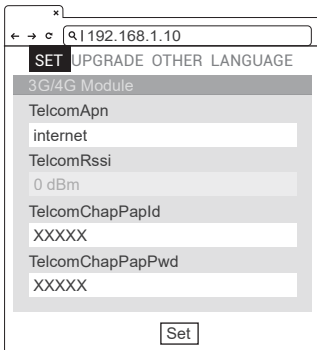 192.168.1.10
SET UPGRADE OTHER LANGUAGE
3G/4G Module
TelcomApn
internet
TelcomRssi
0 dBm
TelcomChapPapId
XXXXX
TelcomChapPapPwd
XXXXX
Set